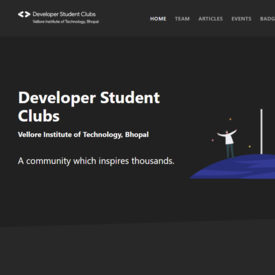 Developer Student Clubs
Vellore Institute of Technology, Bhopal
HOME TEAM ARTICLES EVENTS BADG
Developer Student
Clubs
Vellore Institute of Technology, Bhopal
A community which inspires thousands.